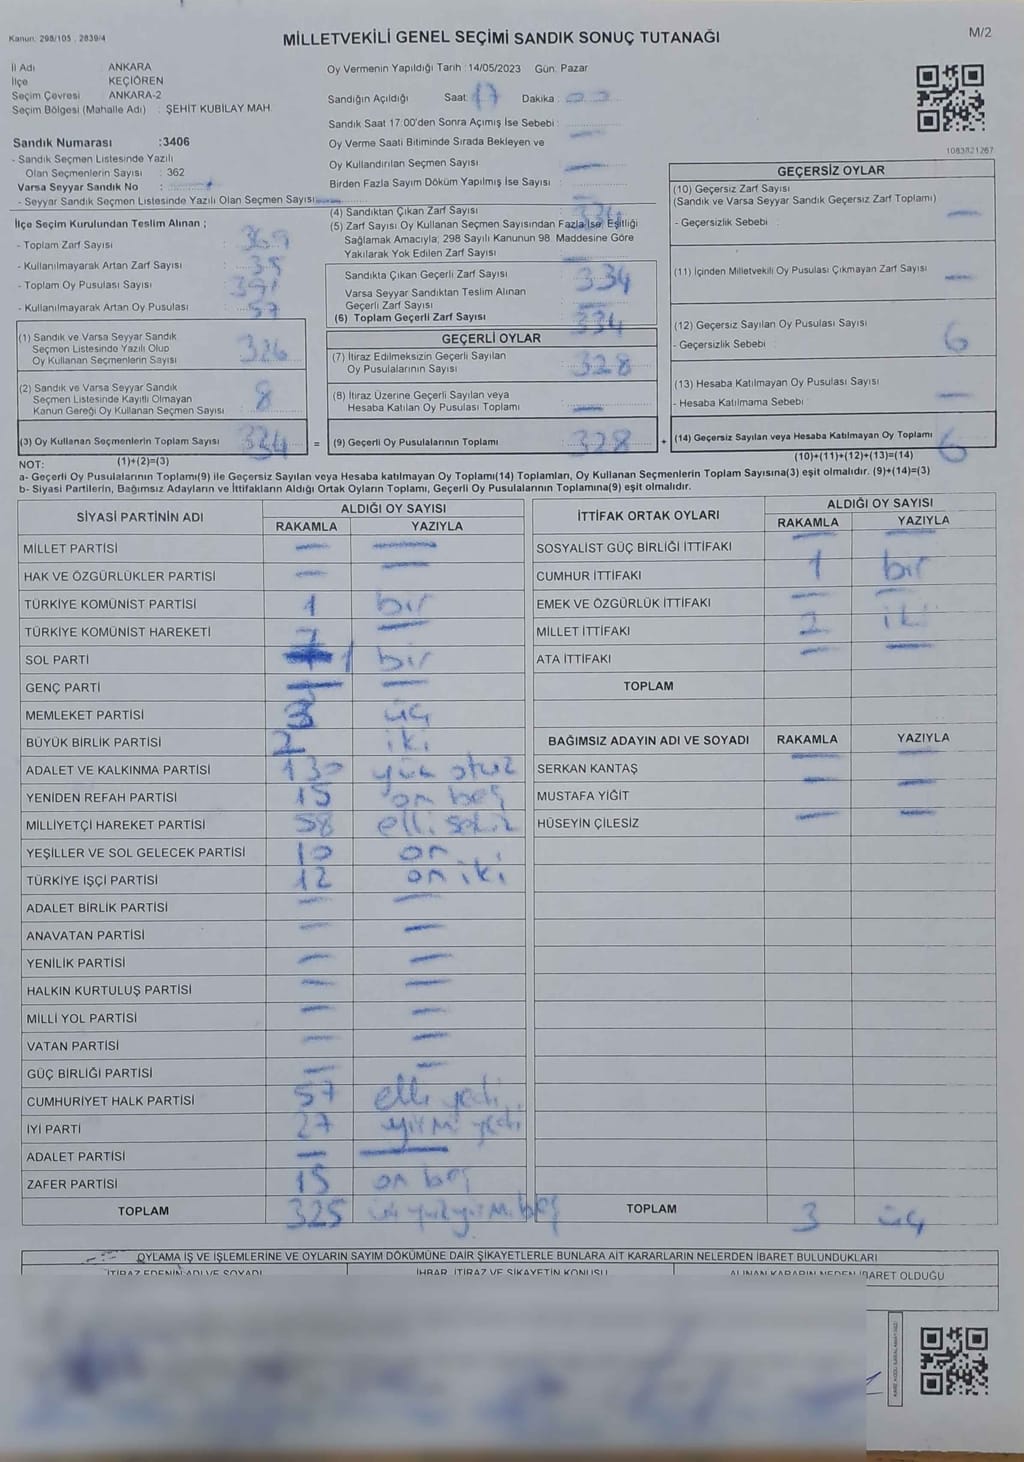 Kanun: 298/105 , 2839/4
MİLLETVEKİLİ GENEL SEÇİMİ SANDIK SONUÇ TUTANAĞI
M/2
İl Adı : ANKARA
İlçe : KEÇİÖREN
Seçim Çevresi : ANKARA-2
Seçim Bölgesi (Mahalle Adı) : ŞEHİT KUBİLAY MAH.
Sandık Numarası :3406
- Sandık Seçmen Listesinde Yazılı
Olan Seçmenlerin Sayısı : 362
Varsa Seyyar Sandık No :
- Seyyar Sandık Seçmen Listesinde Yazılı Olan Seçmen Sayısı:
Oy Vermenin Yapıldığı Tarih :14/05/2023 Gün: Pazar
Sandığın Açıldığı Saat: 17 Dakika : 00
Sandık Saat 17:00'den Sonra Açımış İse Sebebi :
Oy Verme Saati Bitiminde Sırada Bekleyen ve
Oy Kullandırılan Seçmen Sayısı :
Birden Fazla Sayım Döküm Yapılmış İse Sayısı :
1083821267
İlçe Seçim Kurulundan Teslim Alınan ;
- Toplam Zarf Sayısı : 369
- Kullanılmayarak Artan Zarf Sayısı : 35
- Toplam Oy Pusulası Sayısı : 391
- Kullanılmayarak Artan Oy Pusulası : 57
(4) Sandıktan Çıkan Zarf Sayısı : 334
(5) Zarf Sayısı Oy Kullanan Seçmen Sayısından Fazla İse, Eşitliği
Sağlamak Amacıyla; 298 Sayılı Kanunun 98. Maddesine Göre
Yakılarak Yok Edilen Zarf Sayısı :
Sandıkta Çıkan Geçerli Zarf Sayısı : 334
Varsa Seyyar Sandıktan Teslim Alınan
Geçerli Zarf Sayısı :
(6) Toplam Geçerli Zarf Sayısı : 334
GEÇERSİZ OYLAR
(10) Geçersiz Zarf Sayısı
(Sandık ve Varsa Seyyar Sandık Geçersiz Zarf Toplamı)
- Geçersizlik Sebebi :
(11) İçinden Milletvekili Oy Pusulası Çıkmayan Zarf Sayısı
(12) Geçersiz Sayılan Oy Pusulası Sayısı
- Geçersizlik Sebebi : 6
(13) Hesaba Katılmayan Oy Pusulası Sayısı
- Hesaba Katılmama Sebebi :
(1) Sandık ve Varsa Seyyar Sandık
Seçmen Listesinde Yazılı Olup
Oy Kullanan Seçmenlerin Sayısı : 326
(2) Sandık ve Varsa Seyyar Sandık
Seçmen Listesinde Kayıtlı Olmayan
Kanun Gereği Oy Kullanan Seçmen Sayısı : 8
GEÇERLİ OYLAR
(7) İtiraz Edilmeksizin Geçerli Sayılan
Oy Pusulalarının Sayısı : 328
(8) İtiraz Üzerine Geçerli Sayılan veya
Hesaba Katılan Oy Pusulası Toplamı :
(3) Oy Kullanan Seçmenlerin Toplam Sayısı : 334 = (9) Geçerli Oy Pusulalarının Toplamı : 328 + (14) Geçersiz Sayılan veya Hesaba Katılmayan Oy Toplamı 6
NOT: (1)+(2)=(3) (10)+(11)+(12)+(13)=(14)
a- Geçerli Oy Pusulalarının Toplamı(9) ile Geçersiz Sayılan veya Hesaba katılmayan Oy Toplamı(14) Toplamları, Oy Kullanan Seçmenlerin Toplam Sayısına(3) eşit olmalıdır. (9)+(14)=(3)
b- Siyasi Partilerin, Bağımsız Adayların ve İttifakların Aldığı Ortak Oyların Toplamı, Geçerli Oy Pusulalarının Toplamına(9) eşit olmalıdır.
SİYASİ PARTİNİN ADI ALDIĞI OY SAYISI
RAKAMLA YAZIYLA
MİLLET PARTİSİ
HAK VE ÖZGÜRLÜKLER PARTİSİ
TÜRKİYE KOMÜNİST PARTİSİ 1 bir
TÜRKİYE KOMÜNİST HAREKETİ
SOL PARTİ 1 bir
GENÇ PARTİ
MEMLEKET PARTİSİ 3 üç
BÜYÜK BİRLİK PARTİSİ 2 iki
ADALET VE KALKINMA PARTİSİ 130 yüz otuz
YENİDEN REFAH PARTİSİ 15 on beş
MİLLİYETÇİ HAREKET PARTİSİ 58 elli sekiz
YEŞİLLER VE SOL GELECEK PARTİSİ 10 on
TÜRKİYE İŞÇİ PARTİSİ 12 on iki
ADALET BİRLİK PARTİSİ
ANAVATAN PARTİSİ
YENİLİK PARTİSİ
HALKIN KURTULUŞ PARTİSİ
MİLLİ YOL PARTİSİ
VATAN PARTİSİ
GÜÇ BİRLİĞİ PARTİSİ
CUMHURİYET HALK PARTİSİ 57 elli yedi
İYİ PARTİ 27 yirmi yedi
ADALET PARTİSİ
ZAFER PARTİSİ 15 on beş
TOPLAM 325
İTTİFAK ORTAK OYLARI ALDIĞI OY SAYISI
RAKAMLA YAZIYLA
SOSYALİST GÜÇ BİRLİĞİ İTTİFAKI
CUMHUR İTTİFAKI 1 bir
EMEK VE ÖZGÜRLÜK İTTİFAKI
MİLLET İTTİFAKI 2 iki
ATA İTTİFAKI
TOPLAM
BAĞIMSIZ ADAYIN ADI VE SOYADI RAKAMLA YAZIYLA
SERKAN KANTAŞ
MUSTAFA YİĞİT
HÜSEYİN ÇİLESİZ
TOPLAM 3 üç
OYLAMA İŞ VE İŞLEMLERİNE VE OYLARIN SAYIM DÖKÜMÜNE DAİR ŞİKAYETLERLE BUNLARA AİT KARARLARIN NELERDEN İBARET BULUNDUKLARI
İTİRAZ EDENİN ADI VE SOYADI İHBAR, İTİRAZ VE ŞİKAYETİN KONUSU ALINAN KARARIN NEDEN İBARET OLDUĞU